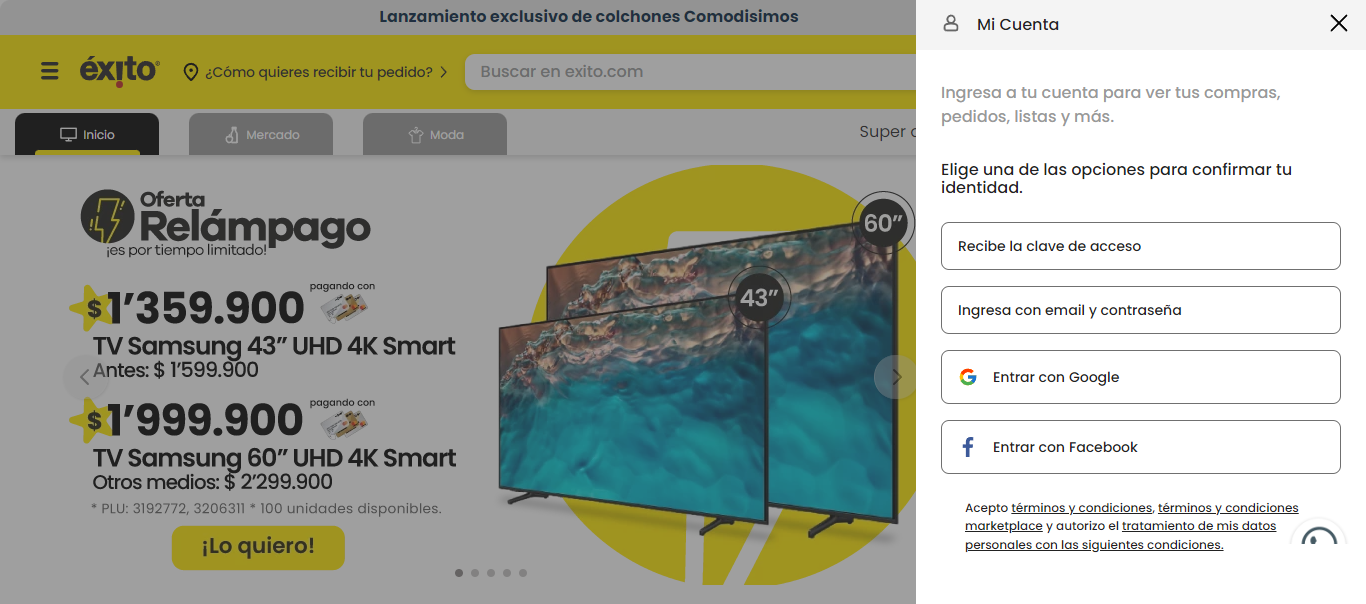 Lanzamiento exclusivo de colchones Comodisimos
éxito
¿Cómo quieres recibir tu pedido?
Buscar en exito.com
Inicio
Mercado
Moda
Super
Oferta
Relámpago
¡es por tiempo limitado!
$1’359.900
pagando con
TV Samsung 43” UHD 4K Smart
Antes: $ 1’599.900
$1’999.900
pagando con
TV Samsung 60” UHD 4K Smart
Otros medios: $ 2’299.900
* PLU: 3192772, 3206311 * 100 unidades disponibles.
¡Lo quiero!
60”
43”
Mi Cuenta
Ingresa a tu cuenta para ver tus compras,
pedidos, listas y más.
Elige una de las opciones para confirmar tu
identidad.
Recibe la clave de acceso
Ingresa con email y contraseña
Entrar con Google
Entrar con Facebook
Acepto términos y condiciones, términos y condiciones
marketplace y autorizo el tratamiento de mis datos
personales con las siguientes condiciones.